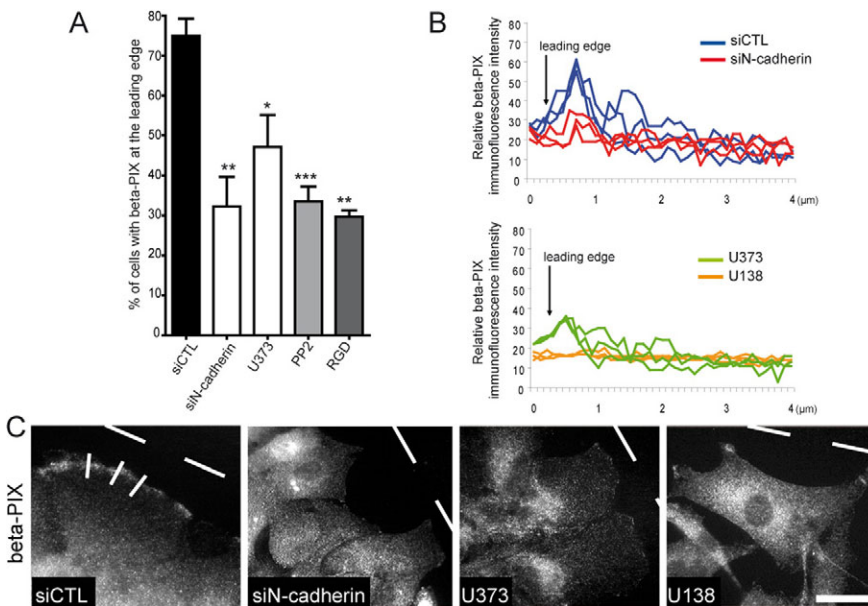 A
% of cells with beta-PIX at the leading edge
80
70
60
50
40
30
20
10
0
**
*
***
**
siCTL
siN-cadherin
U373
PP2
RGD
B
Relative beta-PIX
immunofluorescence intensity
80
70
60
50
40
30
20
10
0
leading edge
siCTL
siN-cadherin
0
1
2
3
4 (µm)
Relative beta-PIX
immunofluorescence intensity
80
70
60
50
40
30
20
10
0
leading edge
U373
U138
0
1
2
3
4 (µm)
C
beta-PIX
siCTL
siN-cadherin
U373
U138